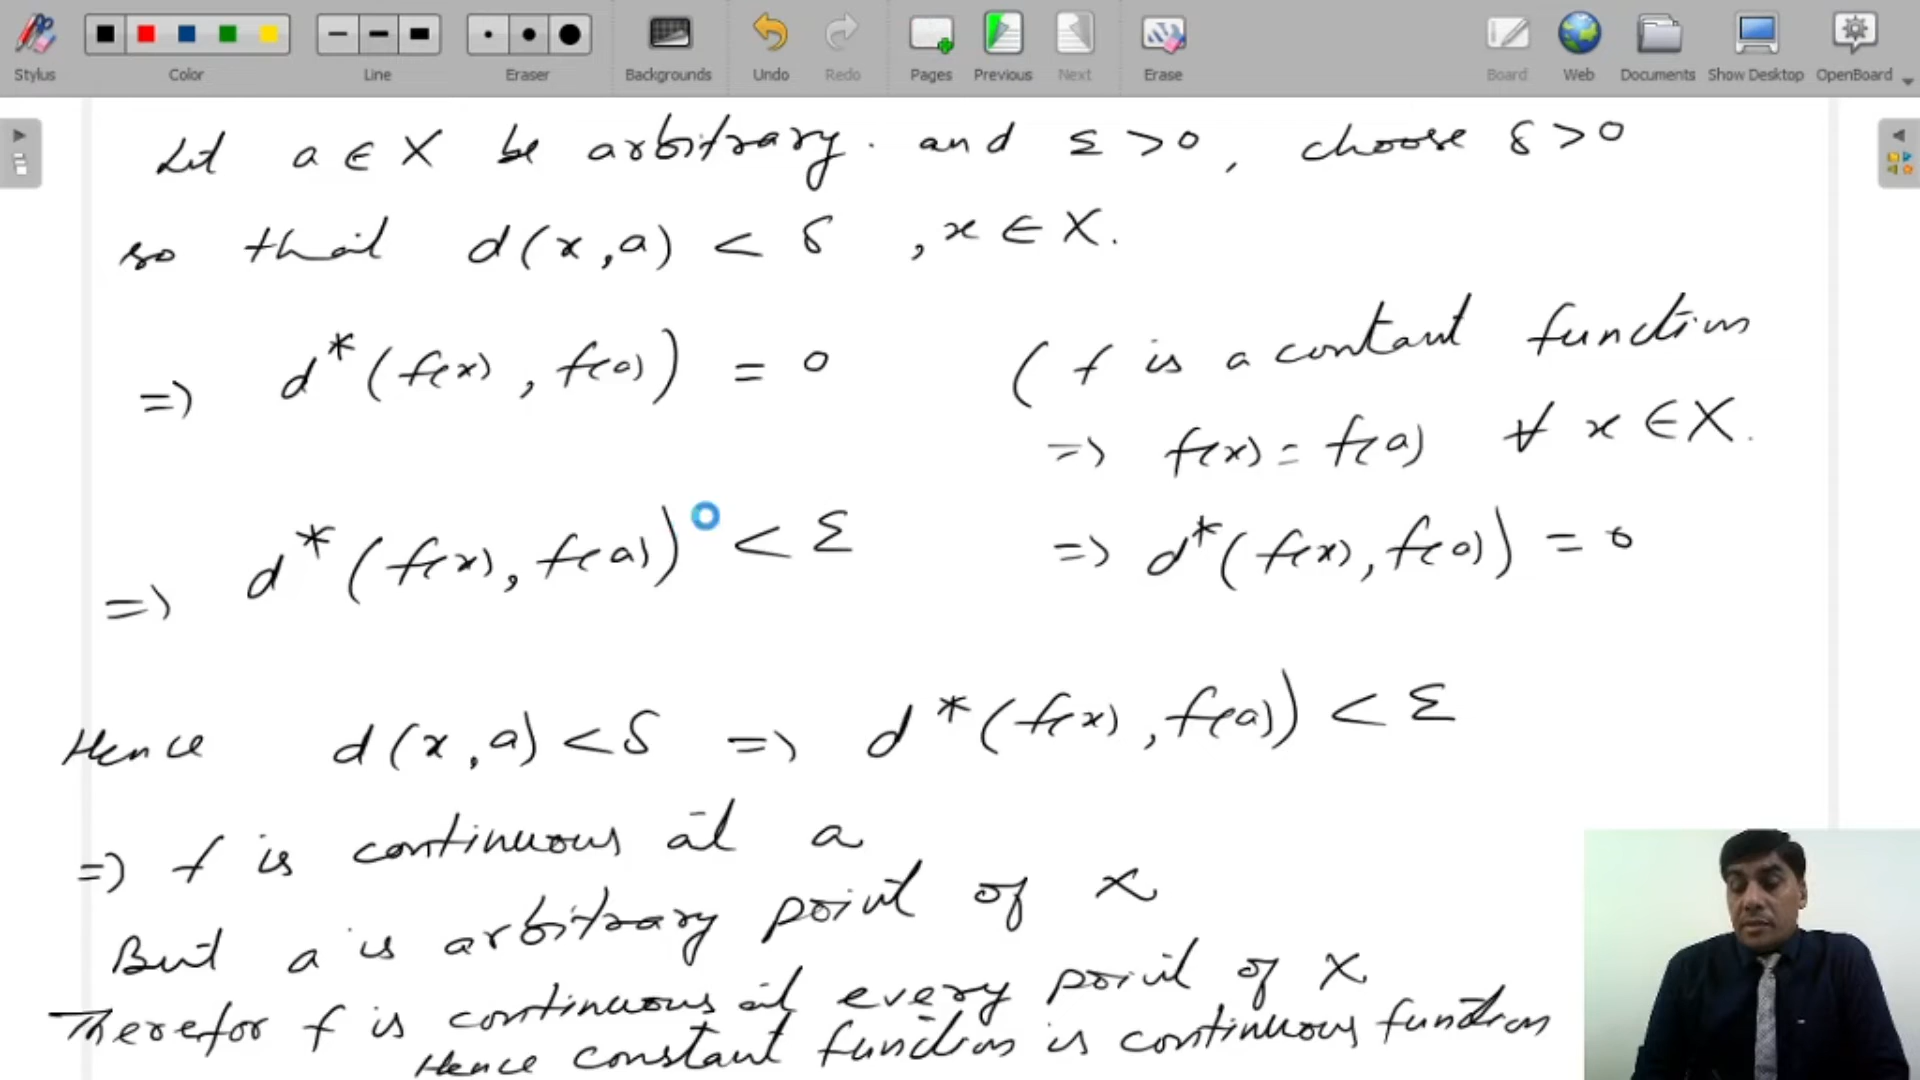 Stylus Color Line Eraser Backgrounds Undo Redo Pages Previous Next Erase Board Web Documents Show Desktop OpenBoard
Let a ∈ X be arbitrary. and Σ > 0, choose δ > 0
so that d(x,a) < δ , x ∈ X.
=> d*(f(x), f(a)) = 0
( f is a contant function
=> f(x) = f(a) ∀ x ∈ X.
=> d*(f(x), f(a)) < Σ
=> d*(f(x), f(a)) = 0
Hence d(x,a) < δ => d*(f(x), f(a)) < Σ
=> f is continuous at a
But a is arbitrary point of X
Therefor f is continuous at every point of X
Hence constant function is continuous function